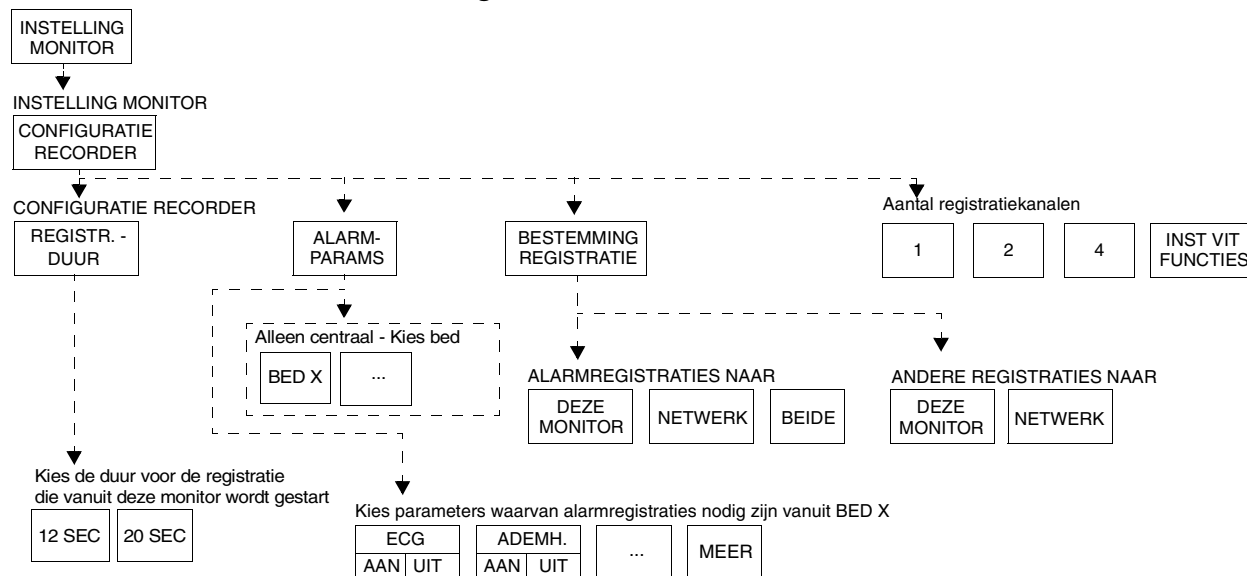 INSTELLING
MONITOR
INSTELLING MONITOR
CONFIGURATIE
RECORDER
CONFIGURATIE RECORDER
REGISTR. -
DUUR
ALARM-
PARAMS
BESTEMMING
REGISTRATIE
Aantal registratiekanalen
1
2
4
INST VIT
FUNCTIES
Alleen centraal - Kies bed
BED X
...
ALARMREGISTRATIES NAAR
DEZE
MONITOR
NETWERK
BEIDE
ANDERE REGISTRATIES NAAR
DEZE
MONITOR
NETWERK
Kies de duur voor de registratie
die vanuit deze monitor wordt gestart
12 SEC
20 SEC
Kies parameters waarvan alarmregistraties nodig zijn vanuit BED X
ECG
AAN UIT
ADEMH.
AAN UIT
...
MEER